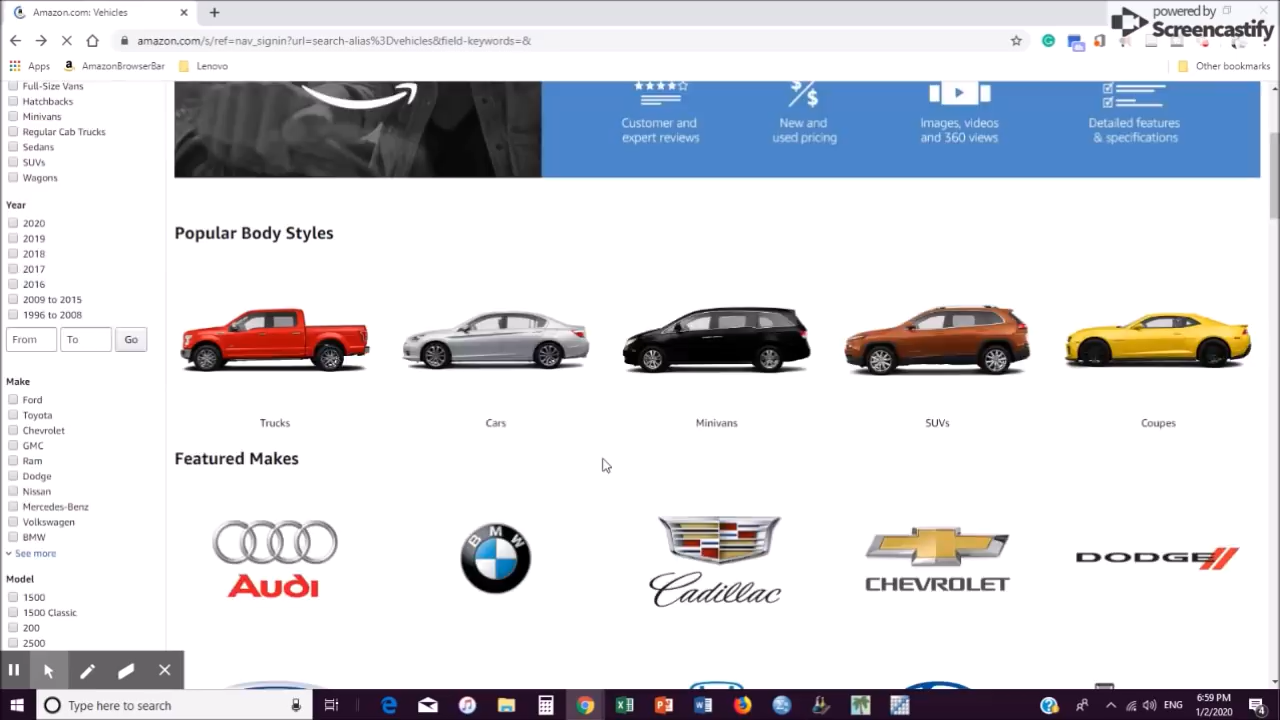 Amazon.com: Vehicles
powered by
Screencastify
amazon.com/s/ref=nav_signin?url=search-alias%3Dvehicles&field-keywords=&
Apps
AmazonBrowserBar
Lenovo
Other bookmarks
Full-Size Vans
Hatchbacks
Minivans
Regular Cab Trucks
Sedans
SUVs
Wagons
Year
2020
2019
2018
2017
2016
2009 to 2015
1996 to 2008
From
To
Go
Make
Ford
Toyota
Chevrolet
GMC
Ram
Dodge
Nissan
Mercedes-Benz
Volkswagen
BMW
See more
Model
1500
1500 Classic
200
2500
Customer and
expert reviews
New and
used pricing
Images, videos
and 360 views
Detailed features
& specifications
Popular Body Styles
Trucks
Cars
Minivans
SUVs
Coupes
Featured Makes
Audi
BMW
Cadillac
CHEVROLET
DODGE
Type here to search
ENG
6:59 PM
1/2/2020
4